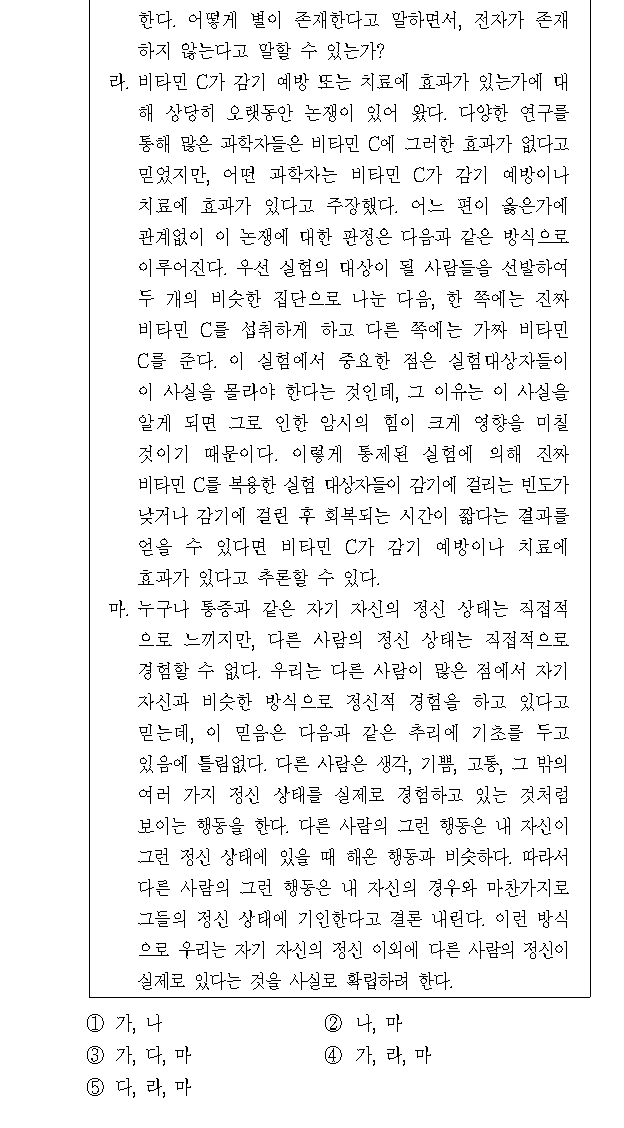 한다. 어떻게 별이 존재한다고 말하면서, 전자가 존재
하지 않는다고 말할 수 있는가?
라. 비타민 C가 감기 예방 또는 치료에 효과가 있는가에 대
해 상당히 오랫동안 논쟁이 있어 왔다. 다양한 연구를
통해 많은 과학자들은 비타민 C에 그러한 효과가 없다고
믿었지만, 어떤 과학자는 비타민 C가 감기 예방이나
치료에 효과가 있다고 주장했다. 어느 편이 옳은가에
관계없이 이 논쟁에 대한 판정은 다음과 같은 방식으로
이루어진다. 우선 실험의 대상이 될 사람들을 선발하여
두 개의 비슷한 집단으로 나눈 다음, 한 쪽에는 진짜
비타민 C를 섭취하게 하고 다른 쪽에는 가짜 비타민
C를 준다. 이 실험에서 중요한 점은 실험대상자들이
이 사실을 몰라야 한다는 것인데, 그 이유는 이 사실을
알게 되면 그로 인한 암시의 힘이 크게 영향을 미칠
것이기 때문이다. 이렇게 통제된 실험에 의해 진짜
비타민 C를 복용한 실험 대상자들이 감기에 걸리는 빈도가
낮거나 감기에 걸린 후 회복되는 시간이 짧다는 결과를
얻을 수 있다면 비타민 C가 감기 예방이나 치료에
효과가 있다고 추론할 수 있다.
마. 누구나 통증과 같은 자기 자신의 정신 상태는 직접적
으로 느끼지만, 다른 사람의 정신 상태는 직접적으로
경험할 수 없다. 우리는 다른 사람이 많은 점에서 자기
자신과 비슷한 방식으로 정신적 경험을 하고 있다고
믿는데, 이 믿음은 다음과 같은 추리에 기초를 두고
있음에 틀림없다. 다른 사람은 생각, 기쁨, 고통, 그 밖의
여러 가지 정신 상태를 실제로 경험하고 있는 것처럼
보이는 행동을 한다. 다른 사람의 그런 행동은 내 자신이
그런 정신 상태에 있을 때 해온 행동과 비슷하다. 따라서
다른 사람의 그런 행동은 내 자신의 경우와 마찬가지로
그들의 정신 상태에 기인한다고 결론 내린다. 이런 방식
으로 우리는 자기 자신의 정신 이외에 다른 사람의 정신이
실제로 있다는 것을 사실로 확립하려 한다.
① 가, 나 ② 나, 마
③ 가, 다, 마 ④ 가, 라, 마
⑤ 다, 라, 마